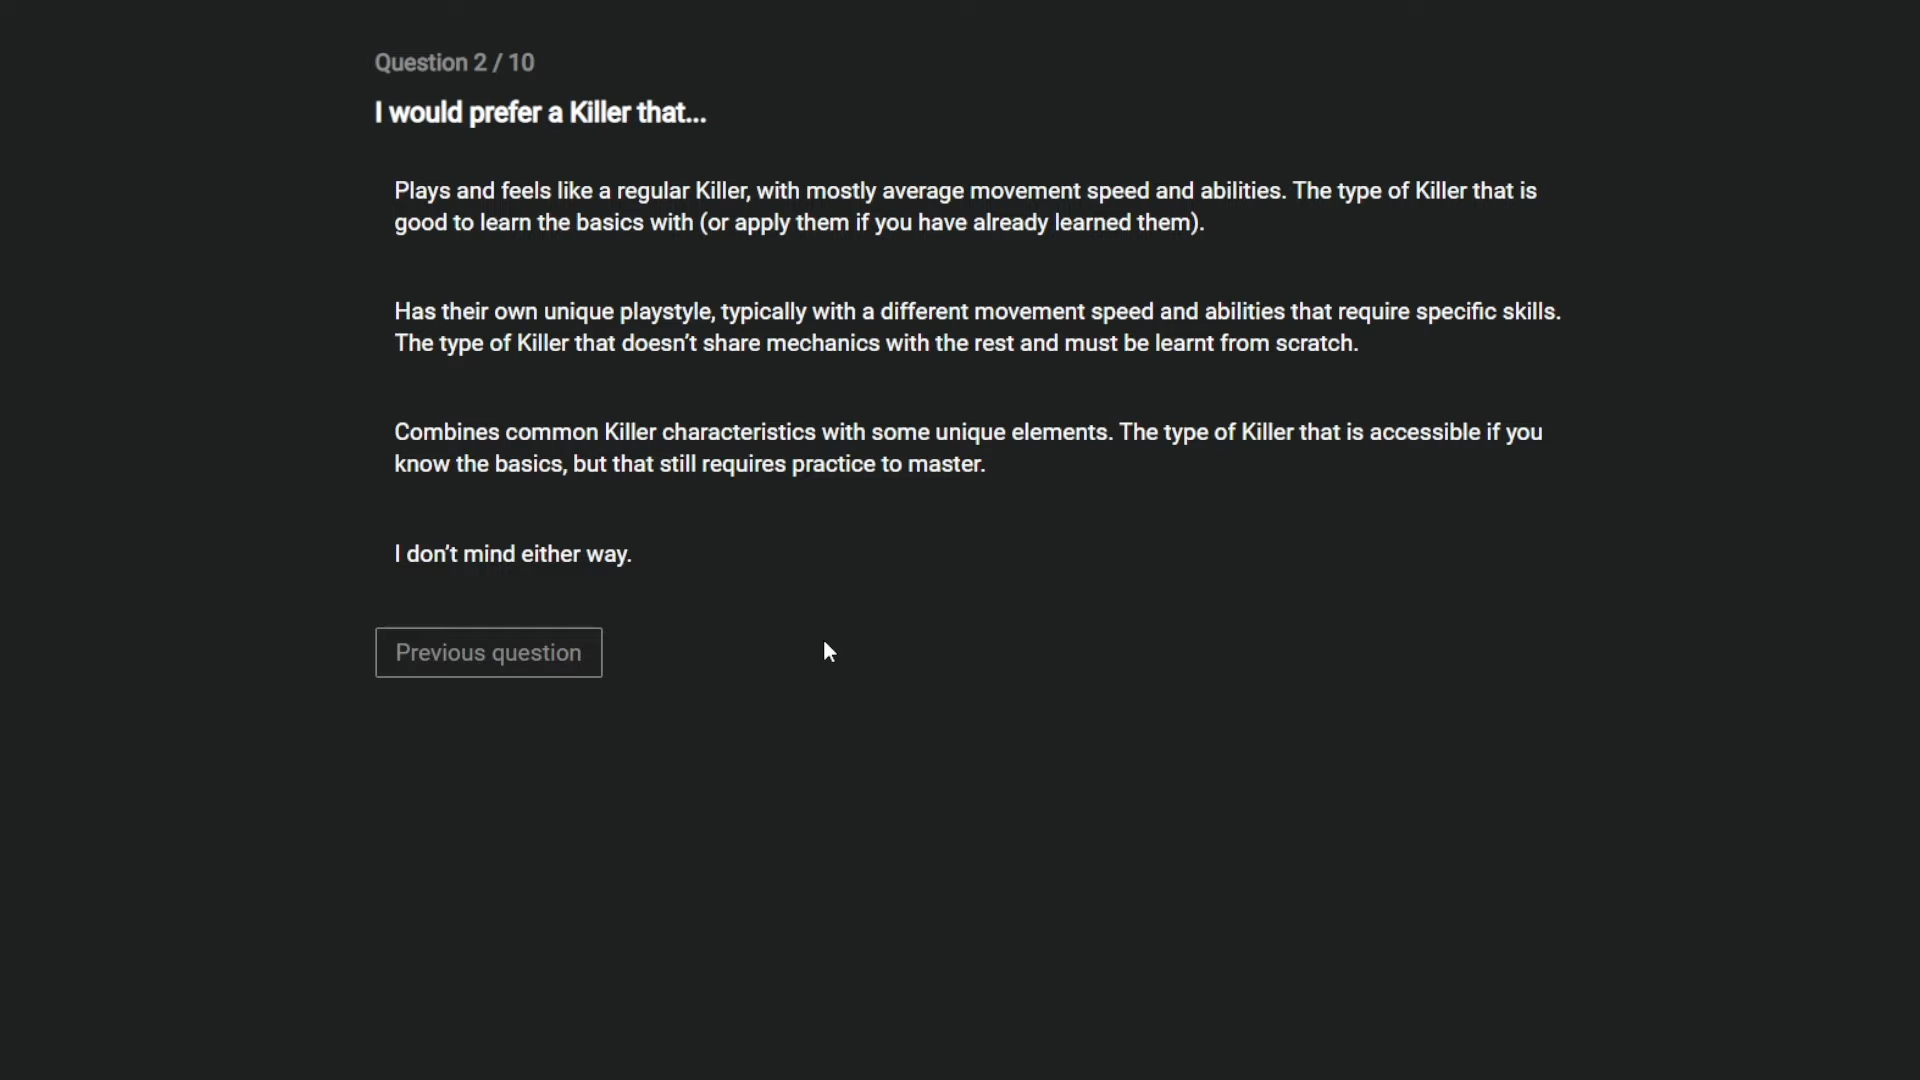 Question 2 / 10
I would prefer a Killer that...
Plays and feels like a regular Killer, with mostly average movement speed and abilities. The type of Killer that is
good to learn the basics with (or apply them if you have already learned them).
Has their own unique playstyle, typically with a different movement speed and abilities that require specific skills.
The type of Killer that doesn’t share mechanics with the rest and must be learnt from scratch.
Combines common Killer characteristics with some unique elements. The type of Killer that is accessible if you
know the basics, but that still requires practice to master.
I don’t mind either way.
Previous question